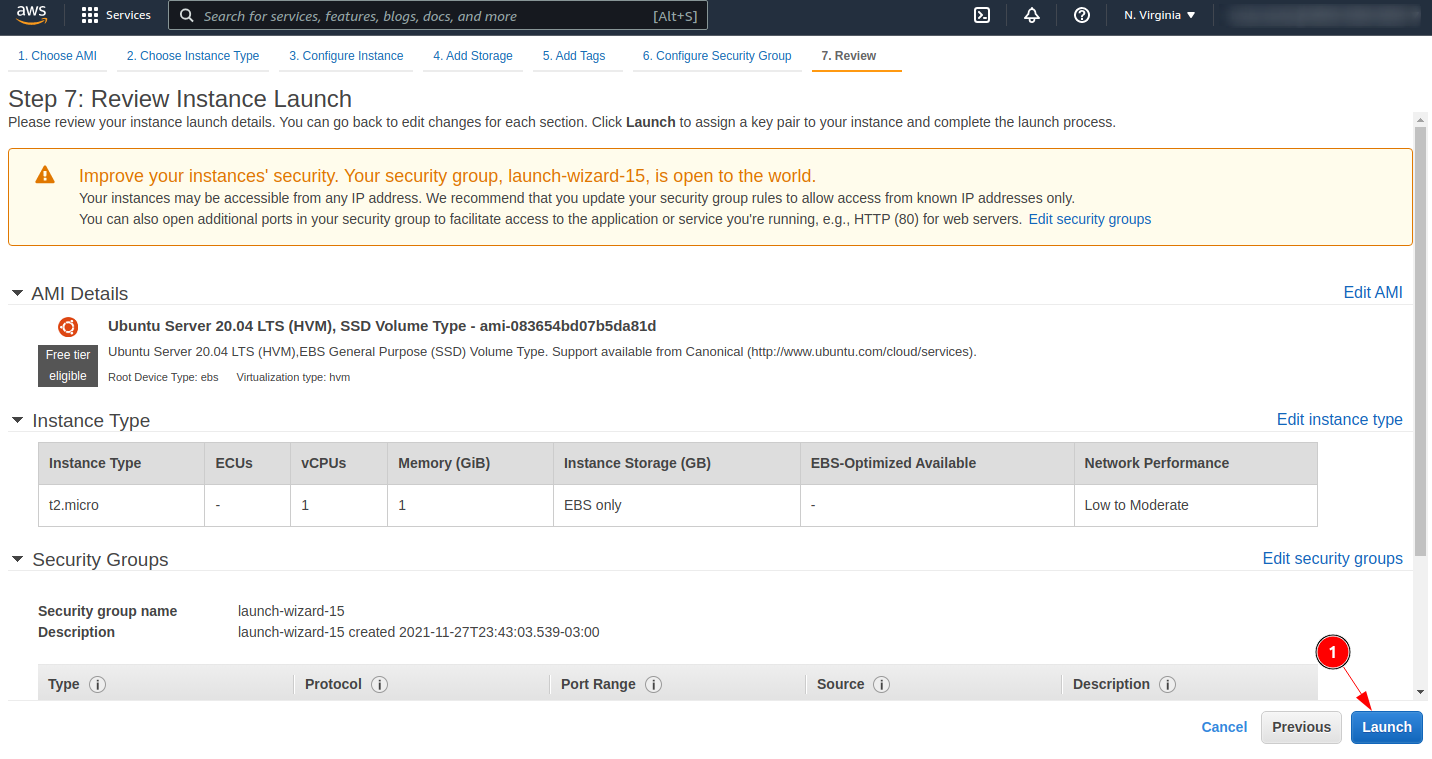 aws Services Search for services, features, blogs, docs, and more [Alt+S] N. Virginia
1. Choose AMI 2. Choose Instance Type 3. Configure Instance 4. Add Storage 5. Add Tags 6. Configure Security Group 7. Review
Step 7: Review Instance Launch
Please review your instance launch details. You can go back to edit changes for each section. Click Launch to assign a key pair to your instance and complete the launch process.
Improve your instances' security. Your security group, launch-wizard-15, is open to the world.
Your instances may be accessible from any IP address. We recommend that you update your security group rules to allow access from known IP addresses only.
You can also open additional ports in your security group to facilitate access to the application or service you're running, e.g., HTTP (80) for web servers. Edit security groups
AMI Details Edit AMI
Ubuntu Server 20.04 LTS (HVM), SSD Volume Type - ami-083654bd07b5da81d
Free tier eligible
Ubuntu Server 20.04 LTS (HVM),EBS General Purpose (SSD) Volume Type. Support available from Canonical (http://www.ubuntu.com/cloud/services).
Root Device Type: ebs Virtualization type: hvm
Instance Type Edit instance type
Instance Type ECUs vCPUs Memory (GiB) Instance Storage (GB) EBS-Optimized Available Network Performance
t2.micro - 1 1 EBS only - Low to Moderate
Security Groups Edit security groups
Security group name launch-wizard-15
Description launch-wizard-15 created 2021-11-27T23:43:03.539-03:00
1
Type Protocol Port Range Source Description
Cancel Previous Launch